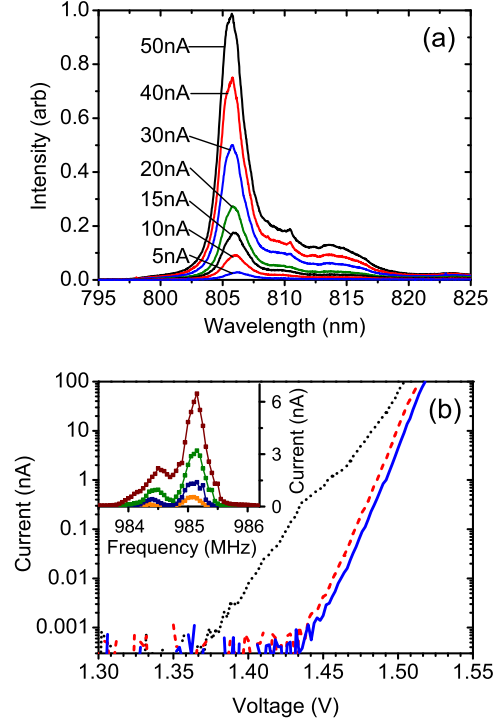 (a)
50nA
40nA
30nA
20nA
15nA
10nA
5nA
1.0
0.8
0.6
0.4
0.2
0.0
Intensity (arb)
795 800 805 810 815 820 825
Wavelength (nm)
(b)
100
10
1
0.1
0.01
0.001
Current (nA)
6
3
0
Current (nA)
984 985 986
Frequency (MHz)
1.30 1.35 1.40 1.45 1.50 1.55
Voltage (V)